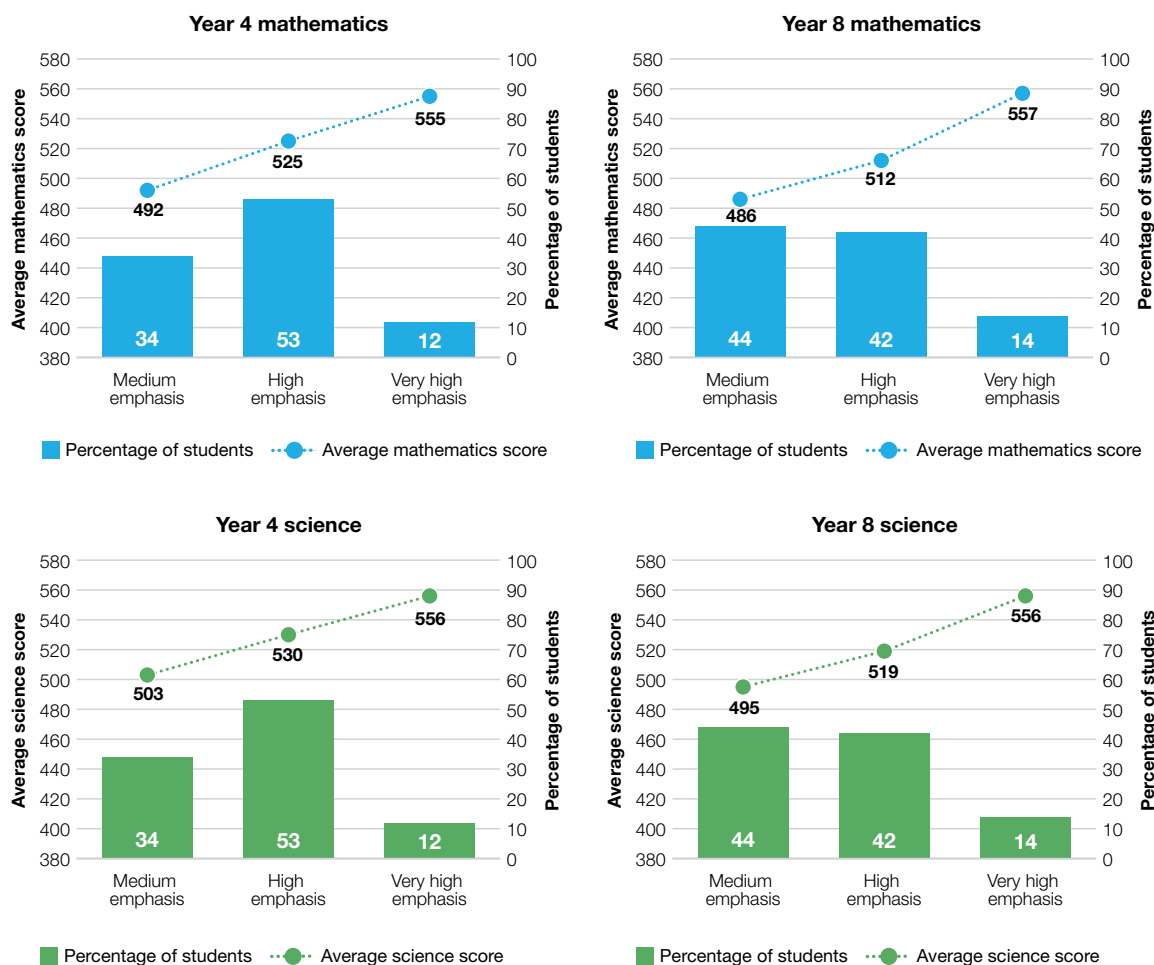 Year 4 mathematics
Average mathematics score
580
560
540
520
500
480
460
440
420
400
380
492
525
555
34
53
12
100
90
80
70
60
50
40
30
20
10
0
Percentage of students
Medium
emphasis
High
emphasis
Very high
emphasis
Percentage of students
Average mathematics score
Year 8 mathematics
Average mathematics score
580
560
540
520
500
480
460
440
420
400
380
486
512
557
44
42
14
100
90
80
70
60
50
40
30
20
10
0
Percentage of students
Medium
emphasis
High
emphasis
Very high
emphasis
Percentage of students
Average mathematics score
Year 4 science
Average science score
580
560
540
520
500
480
460
440
420
400
380
503
530
556
34
53
12
100
90
80
70
60
50
40
30
20
10
0
Percentage of students
Medium
emphasis
High
emphasis
Very high
emphasis
Percentage of students
Average science score
Year 8 science
Average science score
580
560
540
520
500
480
460
440
420
400
380
495
519
556
44
42
14
100
90
80
70
60
50
40
30
20
10
0
Percentage of students
Medium
emphasis
High
emphasis
Very high
emphasis
Percentage of students
Average science score